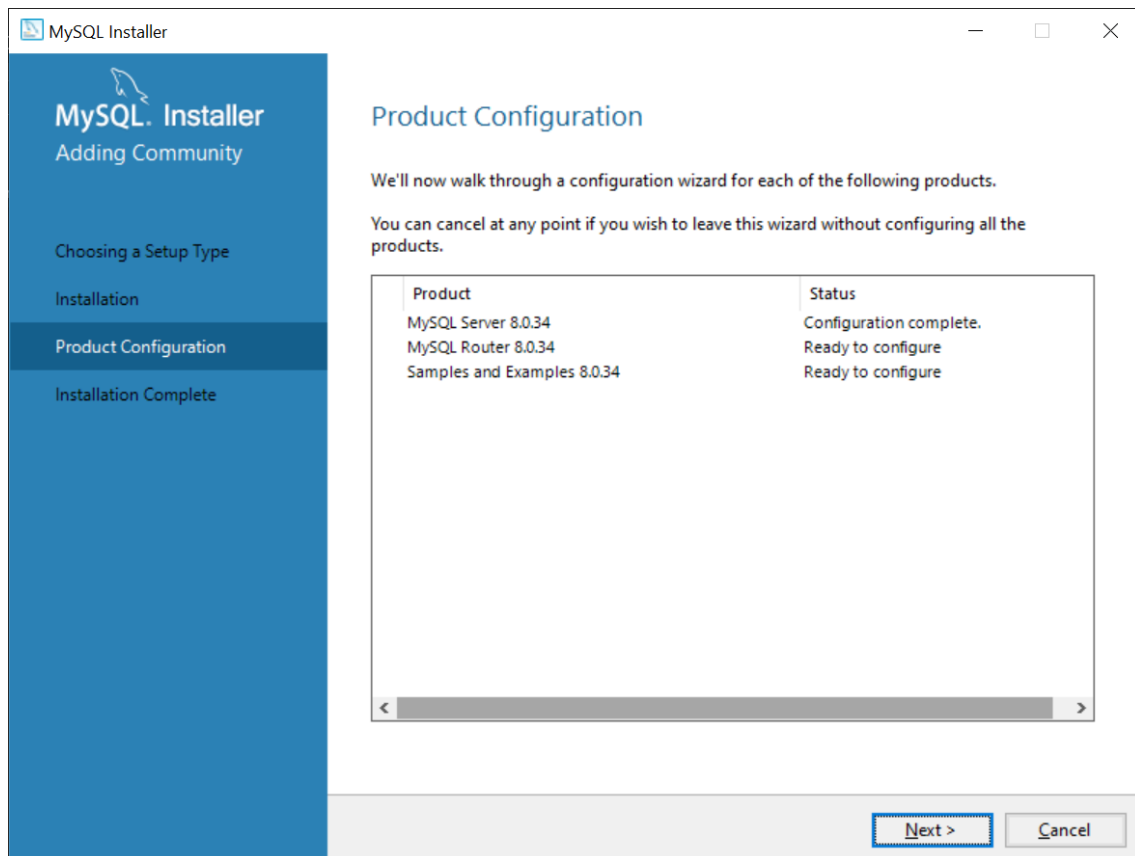 MySQL Installer
MySQL. Installer
Adding Community
Choosing a Setup Type
Installation
Product Configuration
Installation Complete
Product Configuration
We'll now walk through a configuration wizard for each of the following products.
You can cancel at any point if you wish to leave this wizard without configuring all the
products.
Product Status
MySQL Server 8.0.34 Configuration complete.
MySQL Router 8.0.34 Ready to configure
Samples and Examples 8.0.34 Ready to configure
Next > Cancel